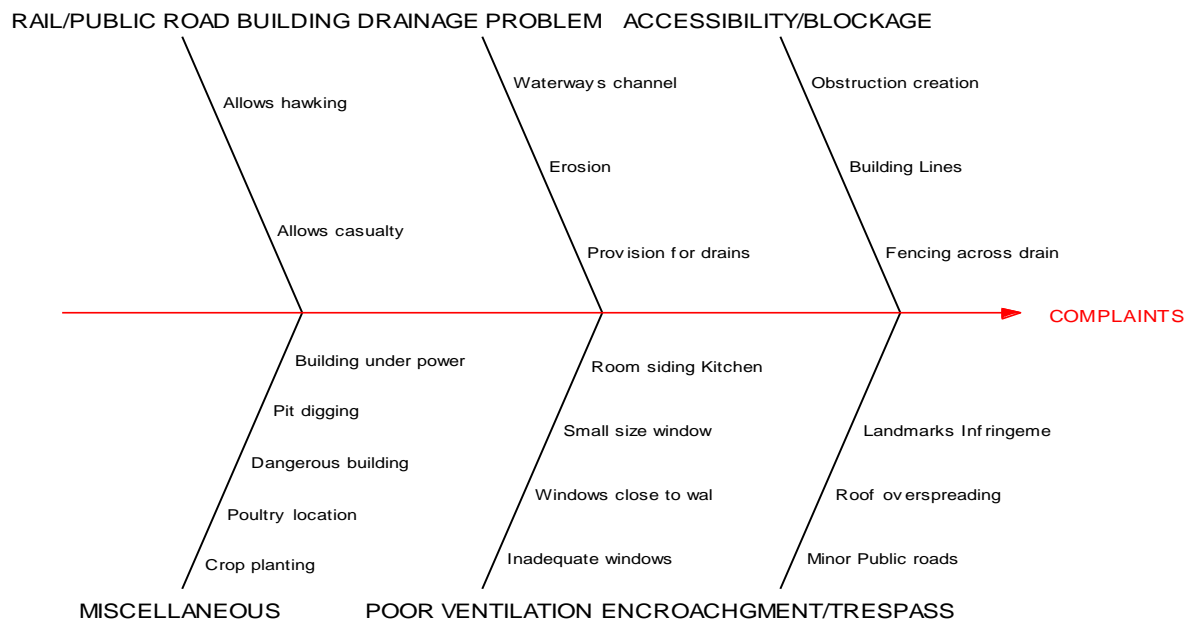 RAIL/PUBLIC ROAD BUILDING
DRAINAGE PROBLEM
ACCESSIBILITY/BLOCKAGE
Allows hawking
Allows casualty
Waterways channel
Erosion
Provision for drains
Obstruction creation
Building Lines
Fencing across drain
COMPLAINTS
Building under power
Pit digging
Dangerous building
Poultry location
Crop planting
Room siding Kitchen
Small size window
Windows close to wal
Inadequate windows
Landmarks Infringeme
Roof overspreading
Minor Public roads
MISCELLANEOUS
POOR VENTILATION
ENCROACHGMENT/TRESPASS